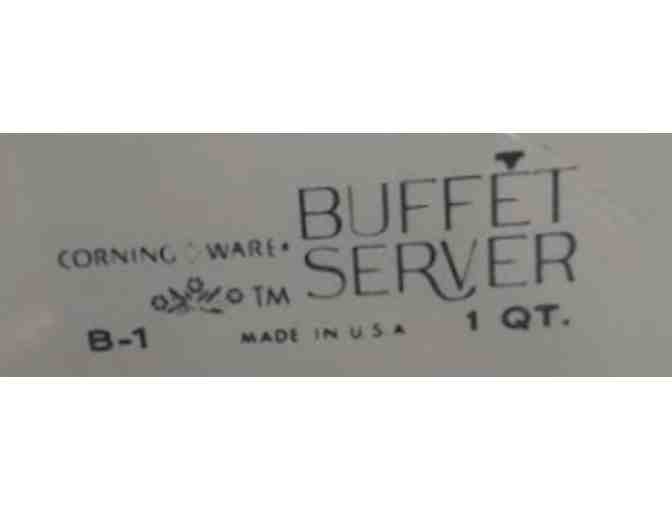 BUFFET
CORNING WARE®
SERVER
TM
B-1 MADE IN U.S.A 1 QT.